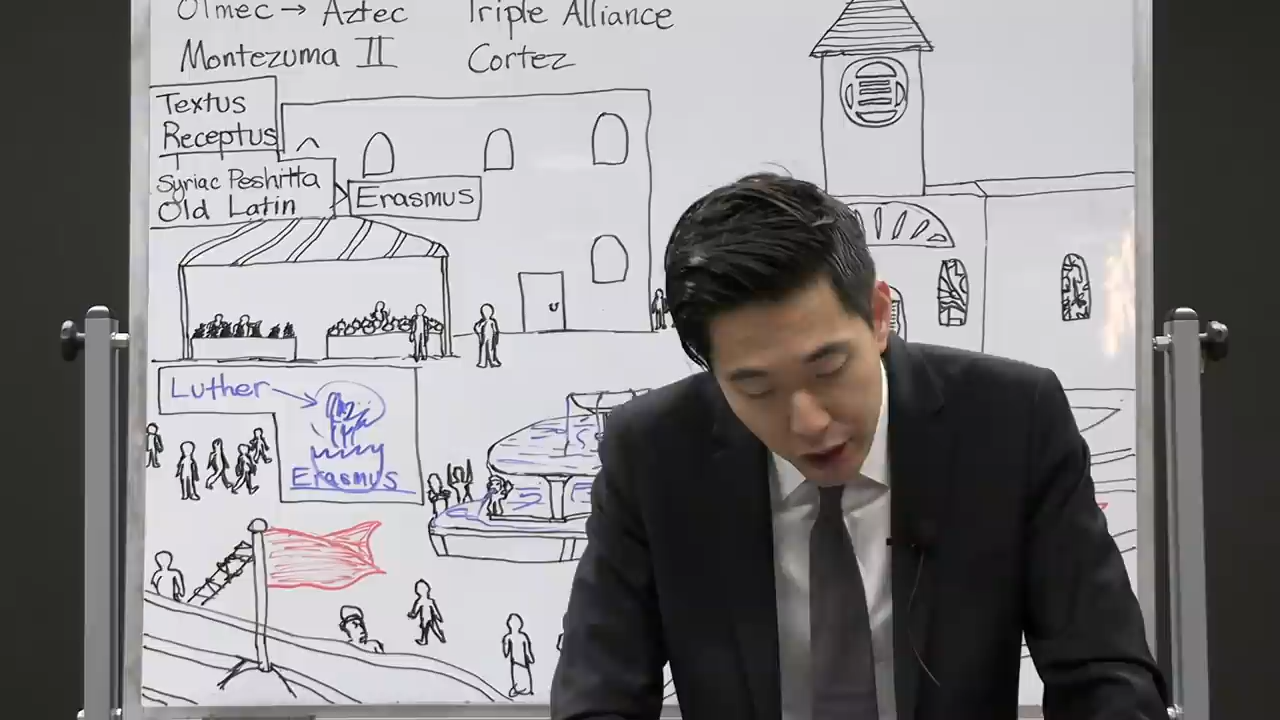 Olmec → Aztec
Triple Alliance
Montezuma II
Cortez
Textus
Receptus
Syriac Peshitta
Old Latin
Erasmus
Luther
Erasmus